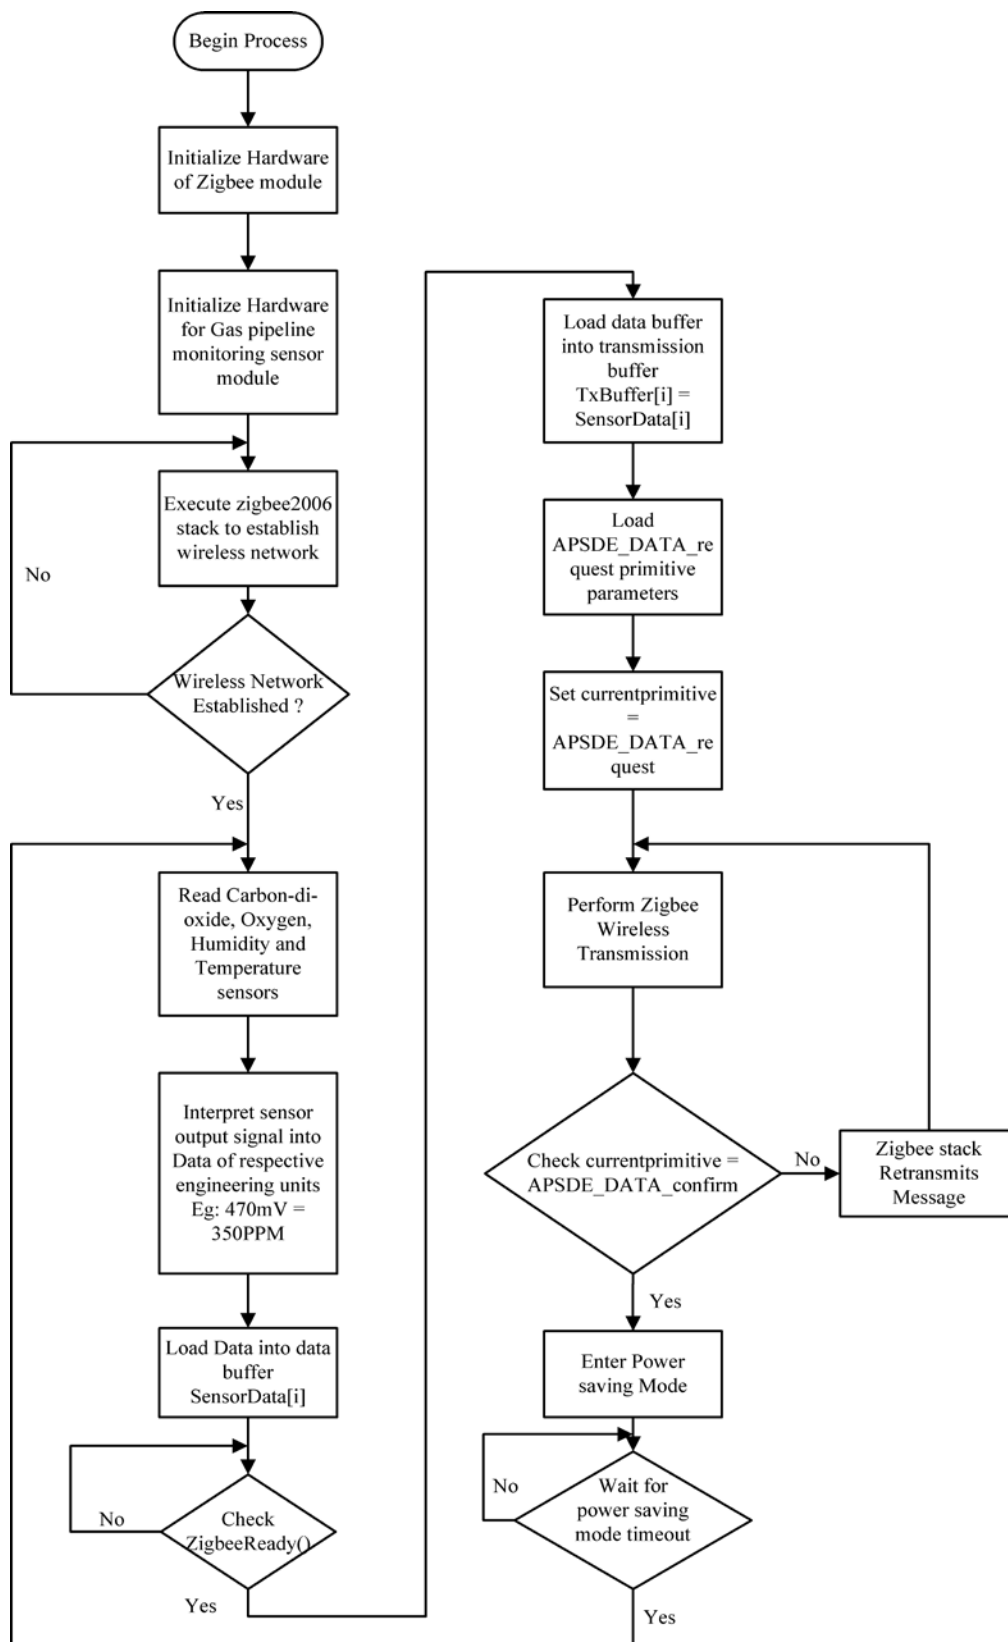 Begin Process
Initialize Hardware
of Zigbee module
Initialize Hardware
for Gas pipeline
monitoring sensor
module
Execute zigbee2006
stack to establish
wireless network
No
Wireless Network
Established ?
Yes
Read Carbon-di-
oxide, Oxygen,
Humidity and
Temperature
sensors
Interpret sensor
output signal into
Data of respective
engineering units
Eg: 470mV =
350PPM
Load Data into data
buffer
SensorData[i]
No
Check
ZigbeeReady()
Yes
Load data buffer
into transmission
buffer
TxBuffer[i] =
SensorData[i]
Load
APSDE_DATA_re
quest primitive
parameters
Set currentprimitive
=
APSDE_DATA_re
quest
Perform Zigbee
Wireless
Transmission
Check currentprimitive =
APSDE_DATA_confirm
No
Zigbee stack
Retransmits
Message
Yes
Enter Power
saving Mode
No
Wait for
power saving
mode timeout
Yes